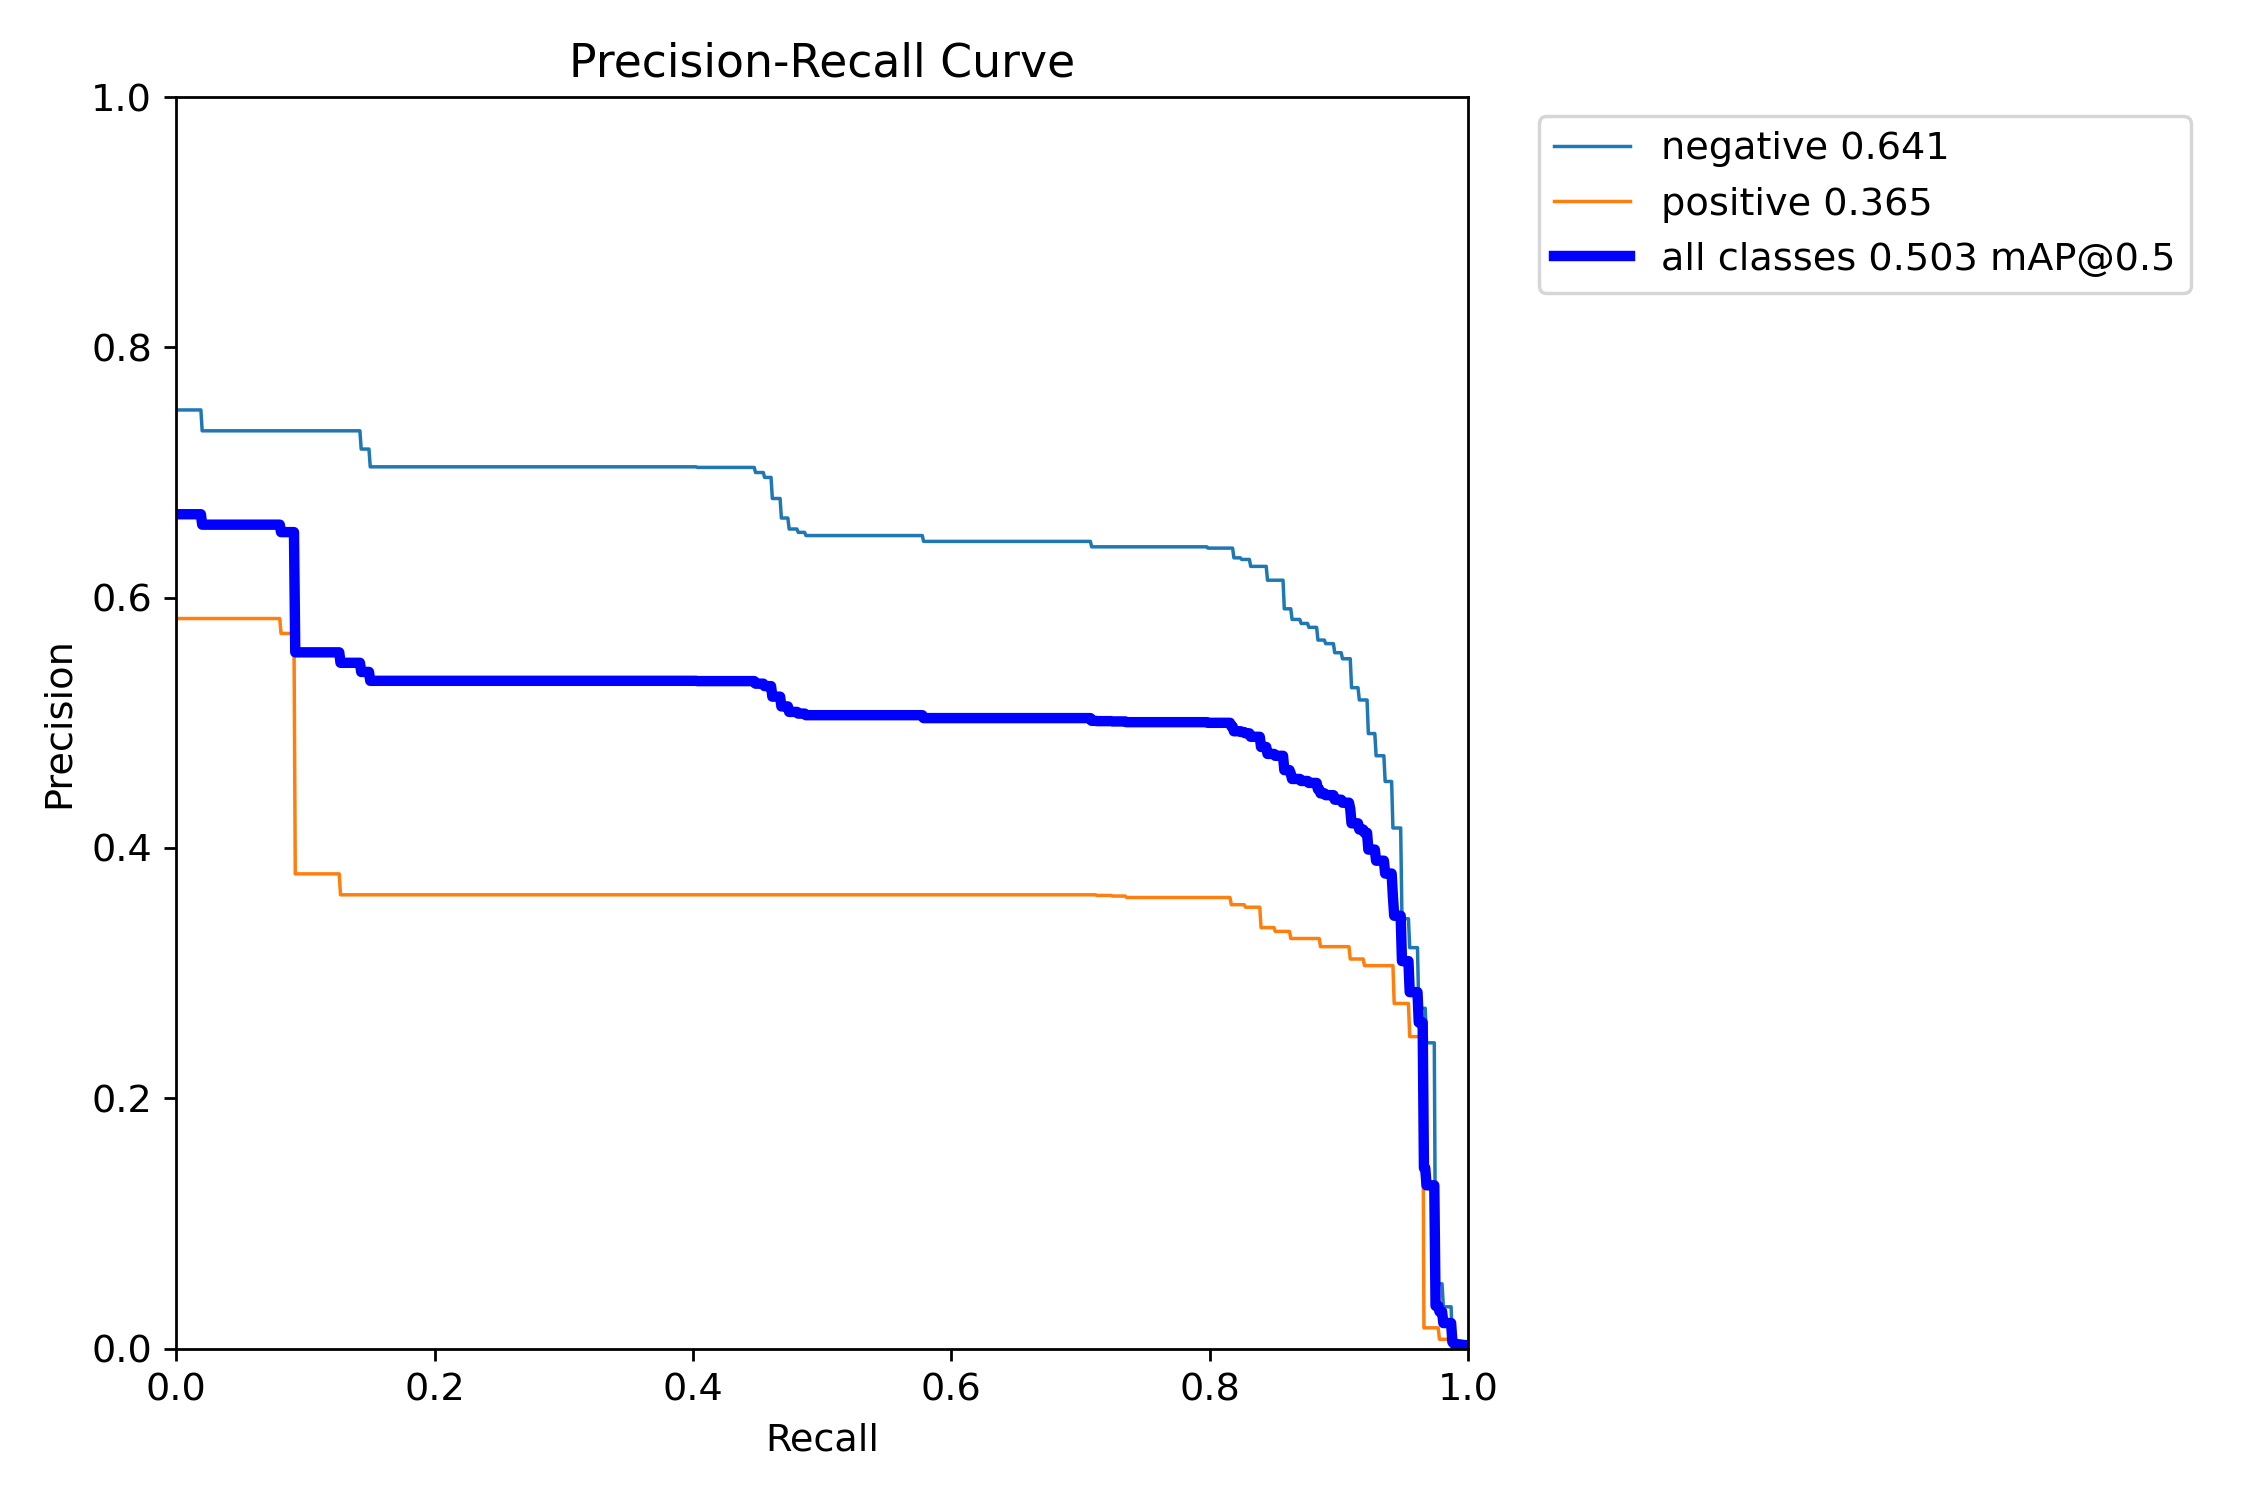 Precision-Recall Curve
negative 0.641
positive 0.365
all classes 0.503 mAP@0.5
Precision
1.0
0.8
0.6
0.4
0.2
0.0
0.0 0.2 0.4 0.6 0.8 1.0
Recall